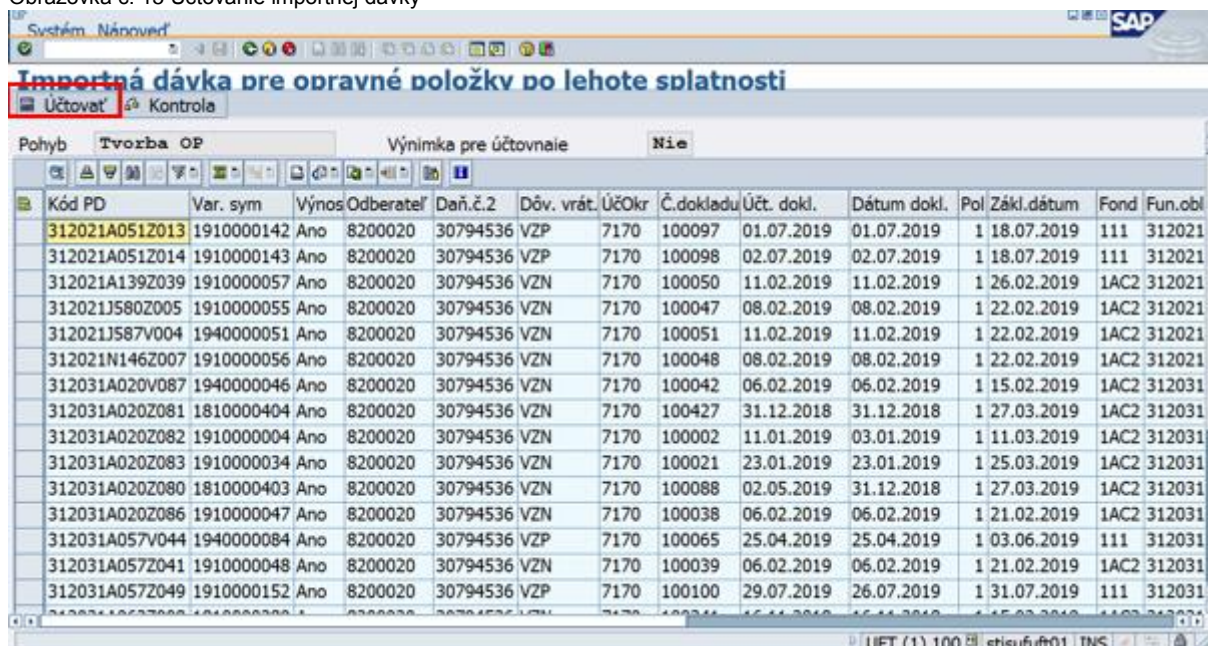 Obrazovka č. 18 Účtovanie importnej dávky
Systém Nápoveď
SAP
Importná dávka pre opravné položky po lehote splatnosti
Účtovať Kontrola
Pohyb Tvorba OP Výnimka pre účtovnaie Nie
Kód PD Var. sym Výnos Odberateľ Daň.č.2 Dôv. vrát. ÚčOkr Č.dokladu Účt. dokl. Dátum dokl. Pol Zákl.dátum Fond Fun.obl
312021A051Z013 1910000142 Ano 8200020 30794536 VZP 7170 100097 01.07.2019 01.07.2019 1 18.07.2019 111 312021
312021A051Z014 1910000143 Ano 8200020 30794536 VZP 7170 100098 02.07.2019 02.07.2019 1 18.07.2019 111 312021
312021A139Z039 1910000057 Ano 8200020 30794536 VZN 7170 100050 11.02.2019 11.02.2019 1 26.02.2019 1AC2 312021
312021J580Z005 1910000055 Ano 8200020 30794536 VZN 7170 100047 08.02.2019 08.02.2019 1 22.02.2019 1AC2 312021
312021J587V004 1940000051 Ano 8200020 30794536 VZN 7170 100051 11.02.2019 11.02.2019 1 22.02.2019 1AC2 312021
312021N146Z007 1910000056 Ano 8200020 30794536 VZN 7170 100048 08.02.2019 08.02.2019 1 22.02.2019 1AC2 312021
312031A020V087 1940000046 Ano 8200020 30794536 VZN 7170 100042 06.02.2019 06.02.2019 1 15.02.2019 1AC2 312031
312031A020Z081 1810000404 Ano 8200020 30794536 VZN 7170 100427 31.12.2018 31.12.2018 1 27.03.2019 1AC2 312031
312031A020Z082 1910000004 Ano 8200020 30794536 VZN 7170 100002 11.01.2019 03.01.2019 1 11.03.2019 1AC2 312031
312031A020Z083 1910000034 Ano 8200020 30794536 VZN 7170 100021 23.01.2019 23.01.2019 1 25.03.2019 1AC2 312031
312031A020Z080 1810000403 Ano 8200020 30794536 VZN 7170 100088 02.05.2019 31.12.2018 1 27.03.2019 1AC2 312031
312031A020Z086 1910000047 Ano 8200020 30794536 VZN 7170 100038 06.02.2019 06.02.2019 1 21.02.2019 1AC2 312031
312031A057V044 1940000084 Ano 8200020 30794536 VZP 7170 100065 25.04.2019 25.04.2019 1 03.06.2019 111 312031
312031A057Z041 1910000048 Ano 8200020 30794536 VZN 7170 100039 06.02.2019 06.02.2019 1 21.02.2019 1AC2 312031
312031A057Z049 1910000152 Ano 8200020 30794536 VZP 7170 100100 29.07.2019 26.07.2019 1 31.07.2019 111 312031
UFT (1) 100 stisufuft01 INS